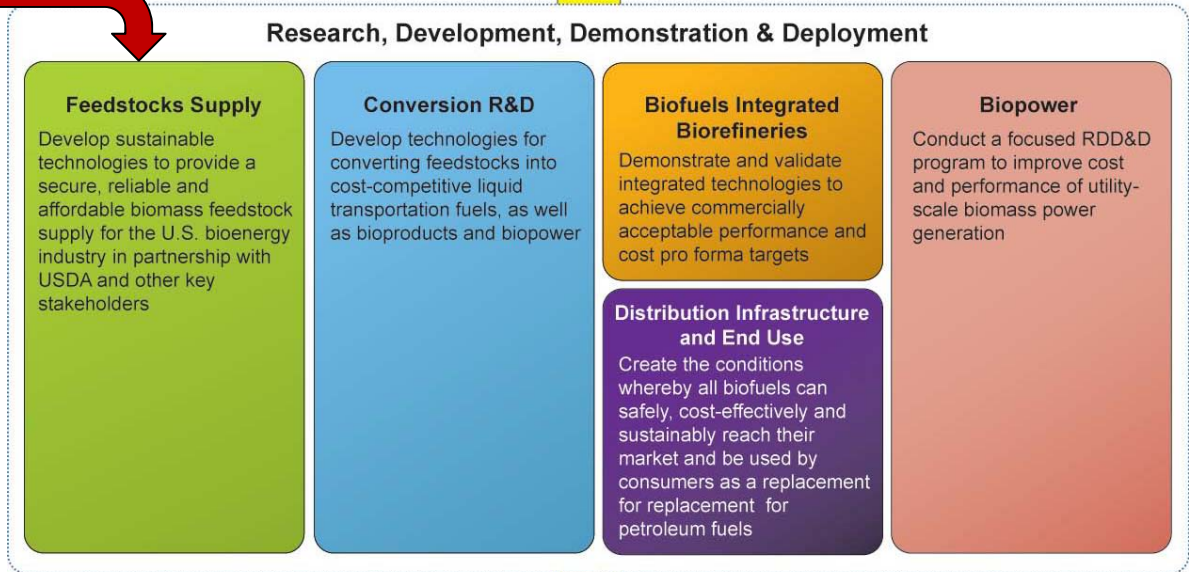 Research, Development, Demonstration & Deployment
Feedstocks Supply
Develop sustainable
technologies to provide a
secure, reliable and
affordable biomass feedstock
supply for the U.S. bioenergy
industry in partnership with
USDA and other key
stakeholders
Conversion R&D
Develop technologies for
converting feedstocks into
cost-competitive liquid
transportation fuels, as well
as bioproducts and biopower
Biofuels Integrated
Biorefineries
Demonstrate and validate
integrated technologies to
achieve commercially
acceptable performance and
cost pro forma targets
Distribution Infrastructure
and End Use
Create the conditions
whereby all biofuels can
safely, cost-effectively and
sustainably reach their
market and be used by
consumers as a replacement
for replacement for
petroleum fuels
Biopower
Conduct a focused RDD&D
program to improve cost
and performance of utility-
scale biomass power
generation